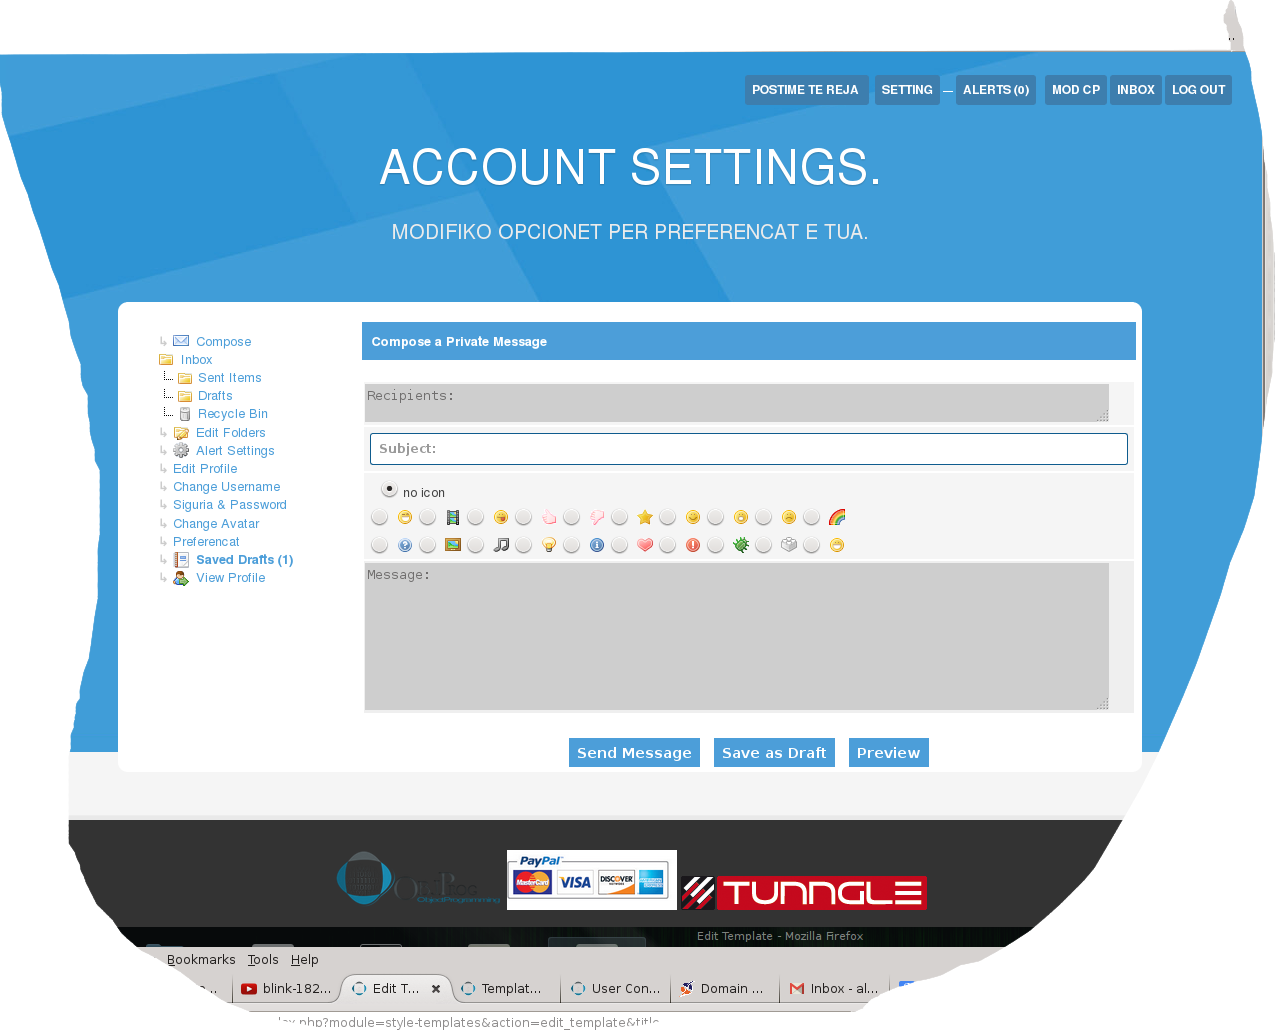 POSTIME TE REJA SETTING — ALERTS (0) MOD CP INBOX LOG OUT
ACCOUNT SETTINGS.
MODIFIKO OPCIONET PER PREFERENCAT E TUA.
Compose
Inbox
Sent Items
Drafts
Recycle Bin
Edit Folders
Alert Settings
Edit Profile
Change Username
Siguria & Password
Change Avatar
Preferencat
Saved Drafts (1)
View Profile
Compose a Private Message
Recipients:
Subject:
no icon
Message:
Send Message Save as Draft Preview
ObjectProgramming
PayPal
MasterCard VISA DISCOVER AMERICAN EXPRESS
TUNNGLE
Edit Template - Mozilla Firefox
Bookmarks Tools Help
blink-182... Edit T... Templat... User Con... Domain ... Inbox - al...
php?module=style-templates&action=edit_template&title